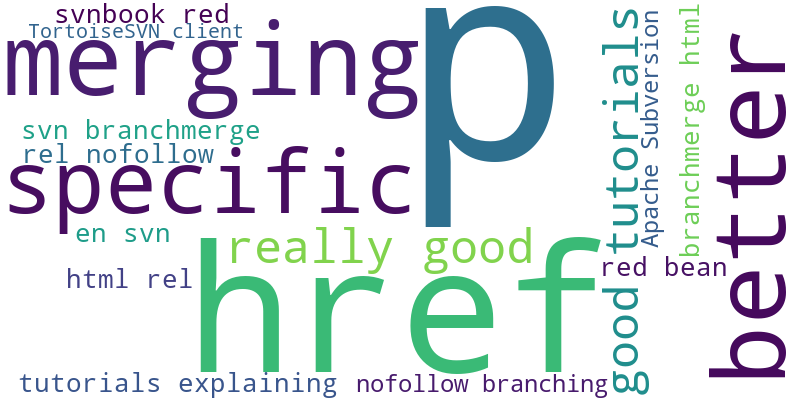 svnbook red
TortoiseSVN client
merging
p
svn branchmerge
rel nofollow
specific
en svn
really good
html rel
href
tutorials explaining
nofollow branching
red bean
good tutorials
Apache Subversion
branchmerge html
better